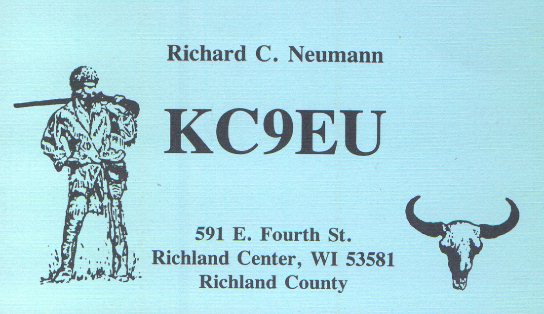 Richard C. Neumann
KC9EU
591 E. Fourth St.
Richland Center, WI 53581
Richland County